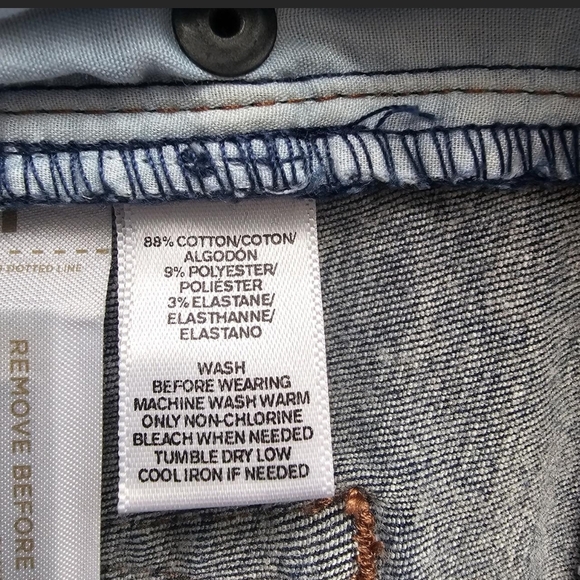 88% COTTON/COTON/
ALGODÓN
9% POLYESTER/
POLIÉSTER
3% ELASTANE/
ELASTHANNE/
ELASTANO
WASH
BEFORE WEARING
MACHINE WASH WARM
ONLY NON-CHLORINE
BLEACH WHEN NEEDED
TUMBLE DRY LOW
COOL IRON IF NEEDED
DOTTED LINE
REMOVE BEFORE